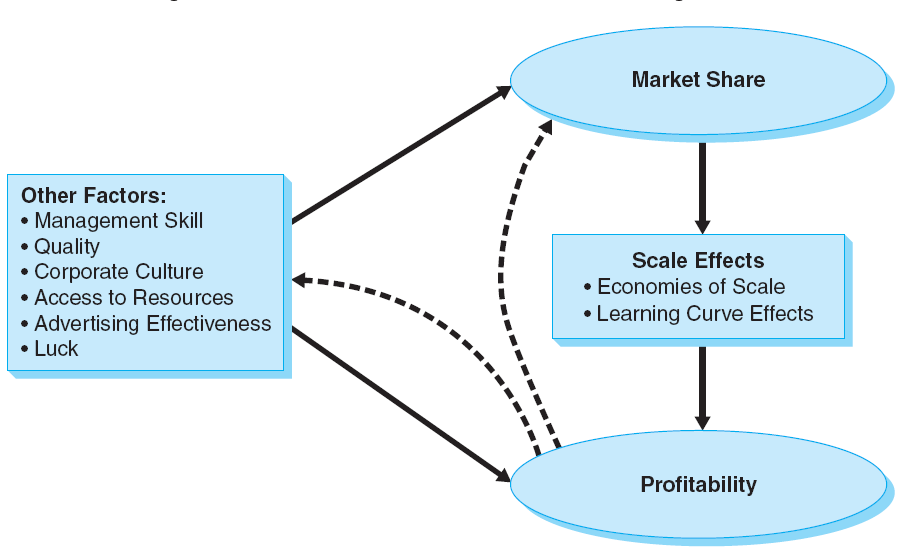 Market Share
Other Factors:
• Management Skill
• Quality
• Corporate Culture
• Access to Resources
• Advertising Effectiveness
• Luck
Scale Effects
• Economies of Scale
• Learning Curve Effects
Profitability